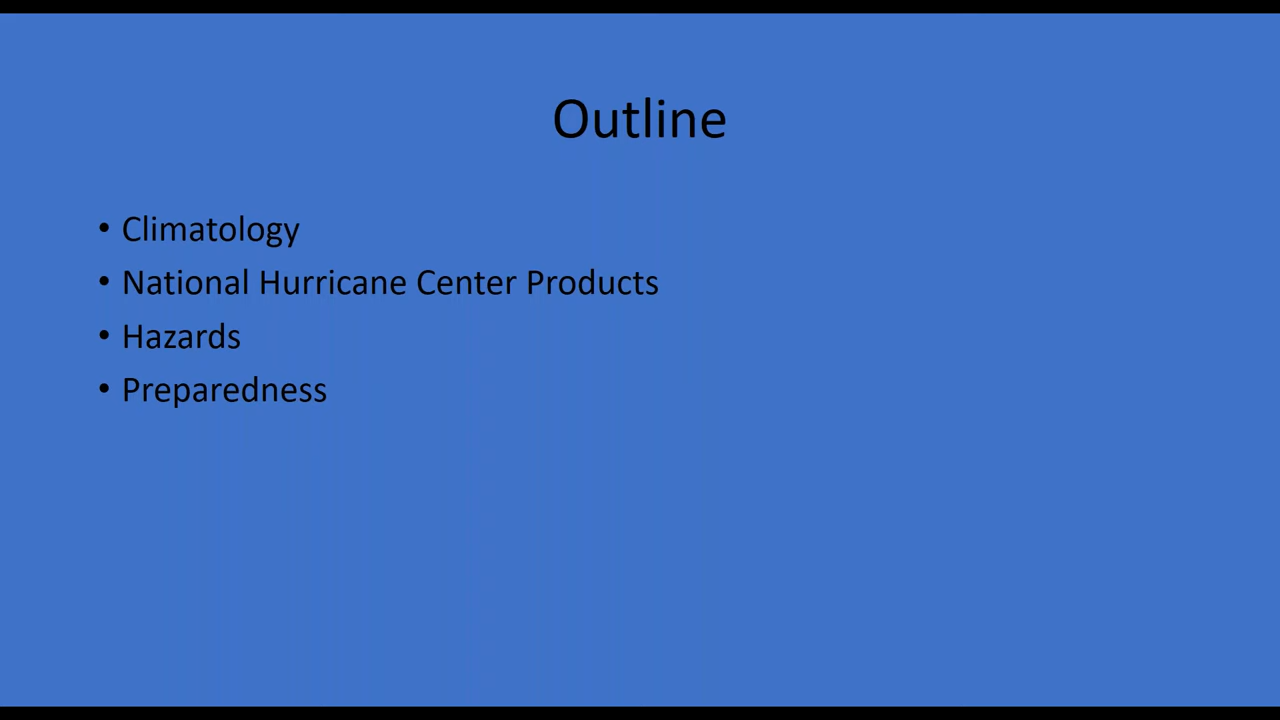 Outline
• Climatology
• National Hurricane Center Products
• Hazards
• Preparedness